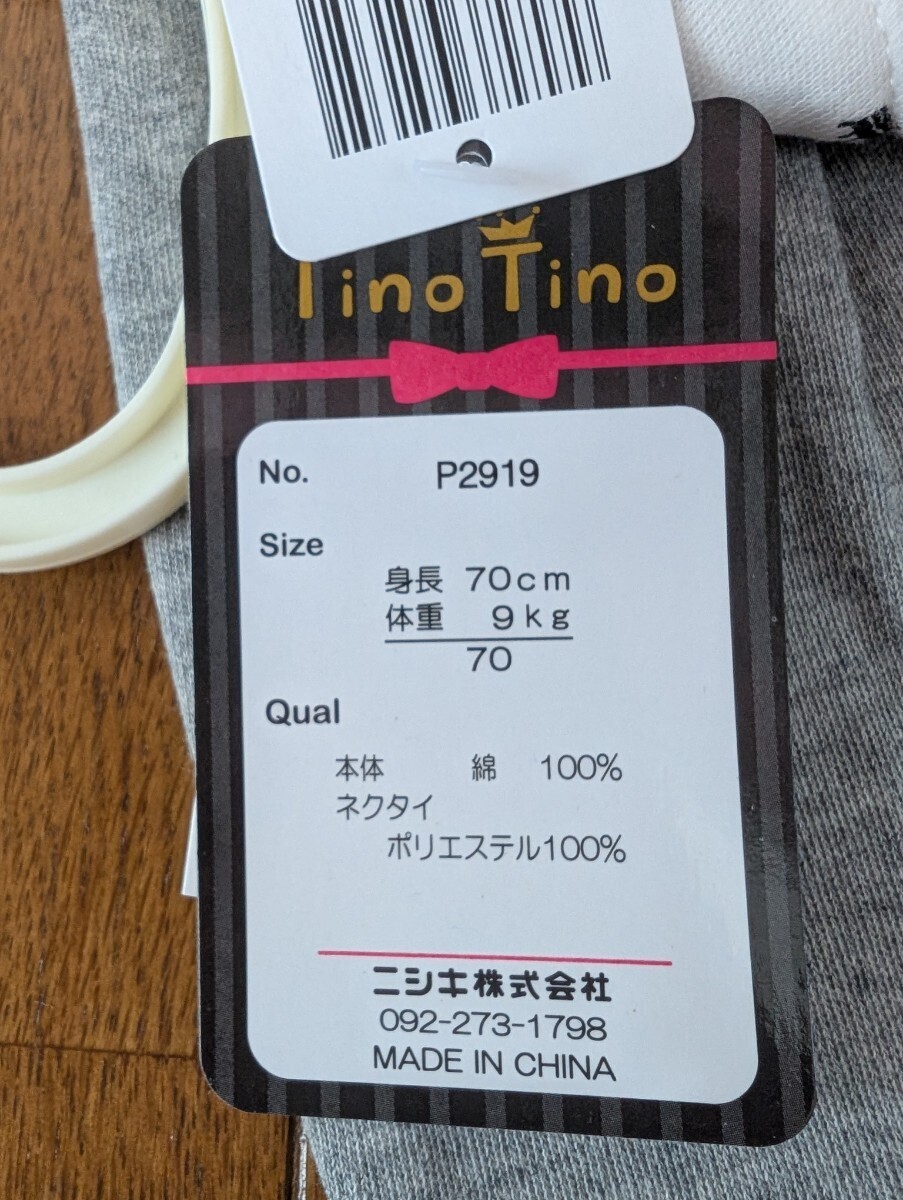 Tino Tino
No. P2919
Size
身長 70cm
体重 9kg
70
Qual
本体 綿 100%
ネクタイ
ポリエステル100%
ニシキ株式会社
092-273-1798
MADE IN CHINA